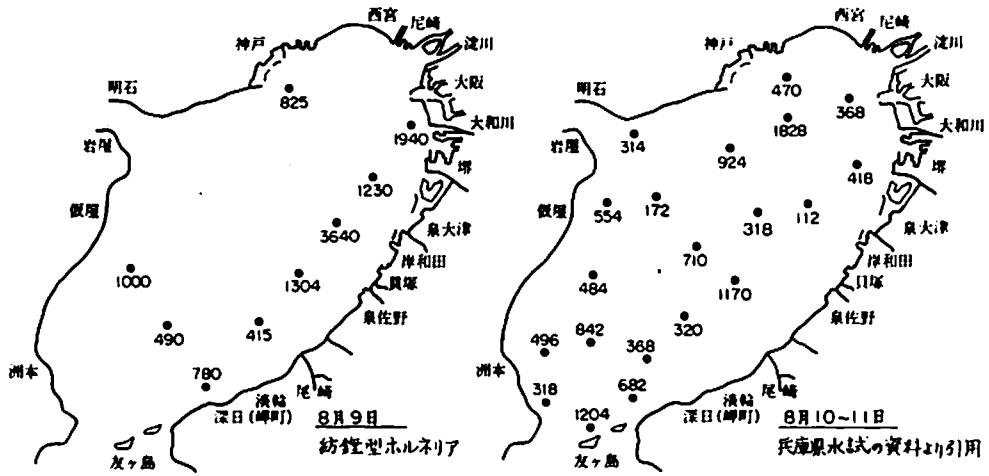 西宮
尼崎
神戸
淀川
明石
825
大阪
1940
大和川
岩屋
堺
1230
仮屋
3640
泉大津
岸和田
1000
1304
貝塚
490
415
泉佐野
洲本
780
尾崎
淡輪
深日(岬町)
8月9日
紡錘型ホルネリア
友ヶ島
西宮
尼崎
神戸
淀川
明石
470
大阪
368
1828
大和川
314
岩屋
924
418
堺
仮屋
554
172
318
112
泉大津
710
岸和田
484
1170
貝塚
842
320
泉佐野
496
368
洲本
318
682
尾崎
淡輪
深日(岬町)
1204
8月10~11日
兵庫県水試の資料より引用
友ヶ島